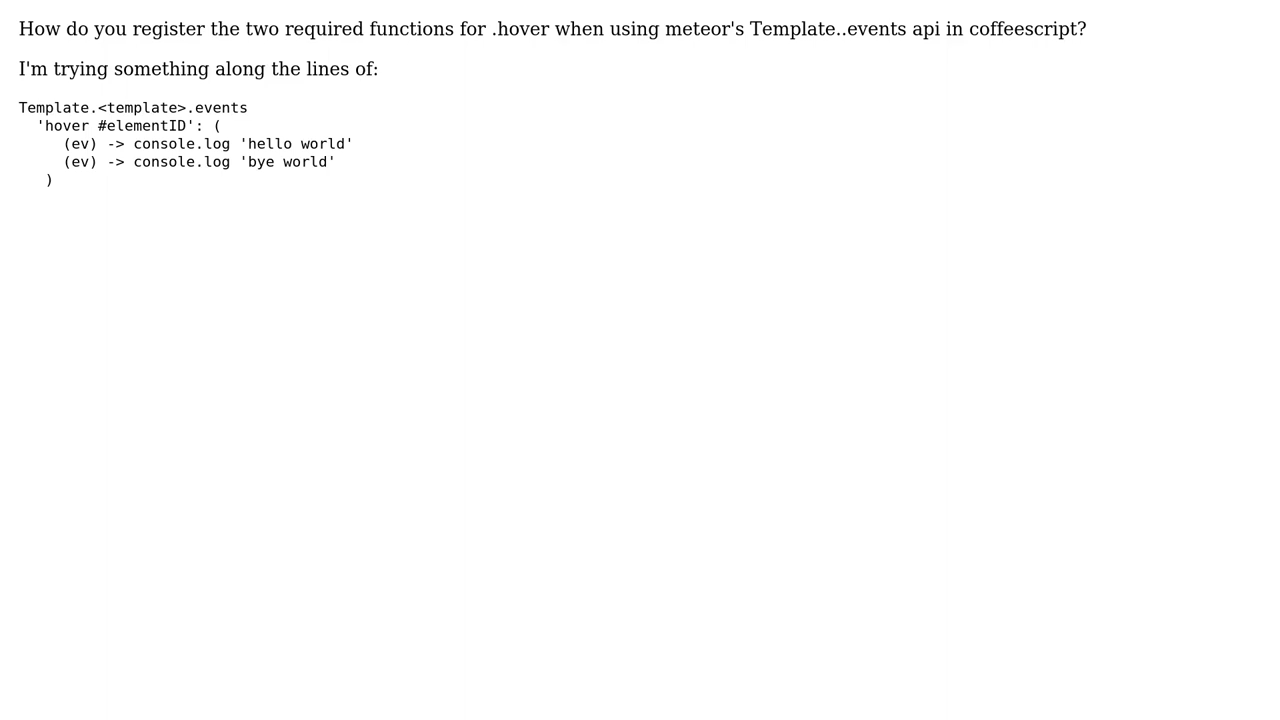 How do you register the two required functions for .hover when using meteor's Template..events api in coffeescript?
I'm trying something along the lines of:
Template.<template>.events
  'hover #elementID': (
     (ev) -> console.log 'hello world'
     (ev) -> console.log 'bye world'
   )